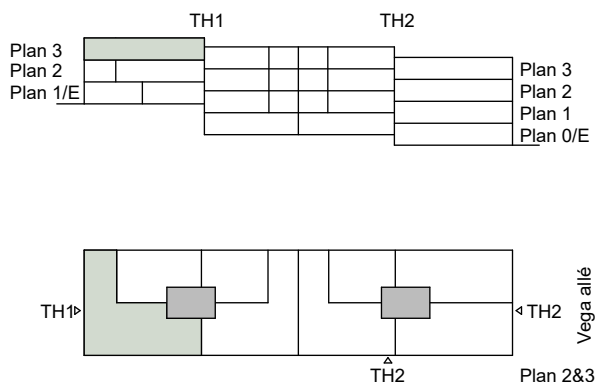 TH1 TH2
Plan 3
Plan 2
Plan 1/E
Plan 3
Plan 2
Plan 1
Plan 0/E
TH1
TH2
Vega allé
TH2
Plan 2&3